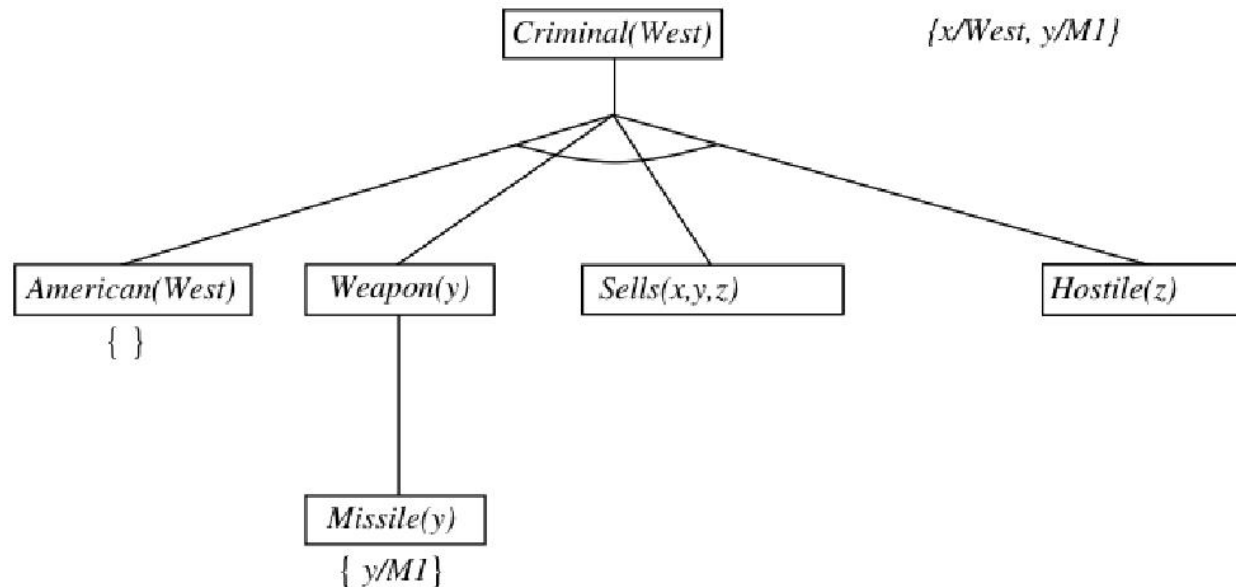 Criminal(West)
{x/West, y/M1}
American(West)
Weapon(y)
Sells(x,y,z)
Hostile(z)
{ }
Missile(y)
{ y/M1}